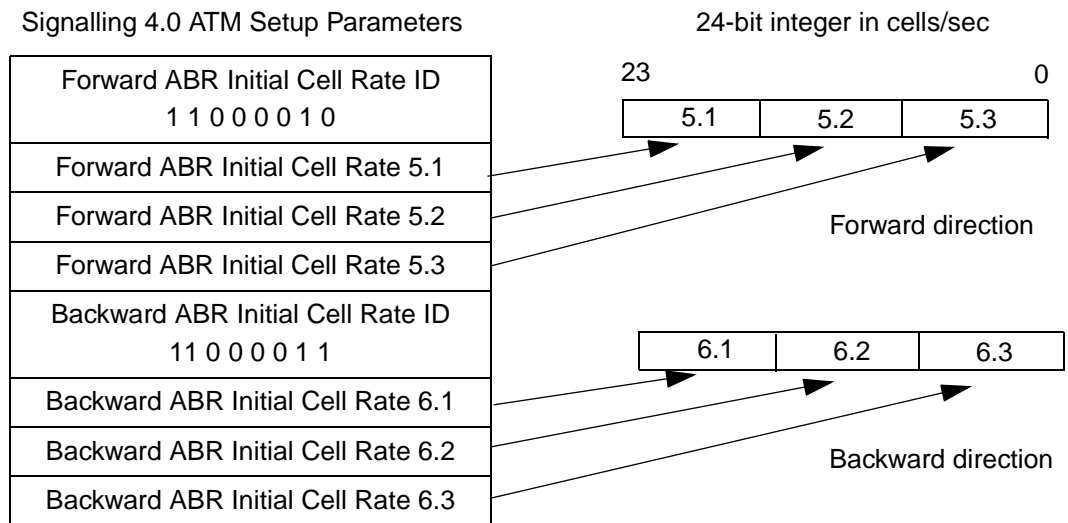 Signalling 4.0 ATM Setup Parameters
24-bit integer in cells/sec
Forward ABR Initial Cell Rate ID
1 1 0 0 0 0 1 0
Forward ABR Initial Cell Rate 5.1
Forward ABR Initial Cell Rate 5.2
Forward ABR Initial Cell Rate 5.3
Backward ABR Initial Cell Rate ID
11 0 0 0 0 1 1
Backward ABR Initial Cell Rate 6.1
Backward ABR Initial Cell Rate 6.2
Backward ABR Initial Cell Rate 6.3
23 0
5.1 5.2 5.3
Forward direction
6.1 6.2 6.3
Backward direction